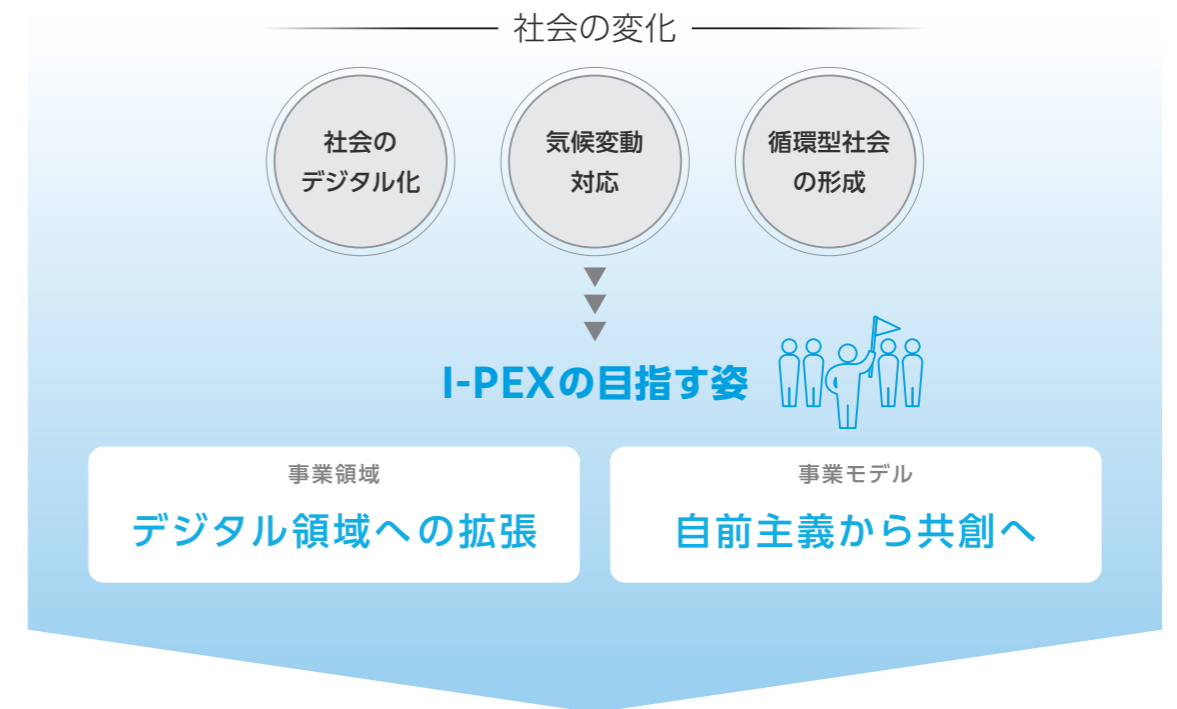 社会の変化
社会の
デジタル化
気候変動
対応
循環型社会
の形成
I-PEXの目指す姿
事業領域
デジタル領域への拡張
事業モデル
自前主義から共創へ